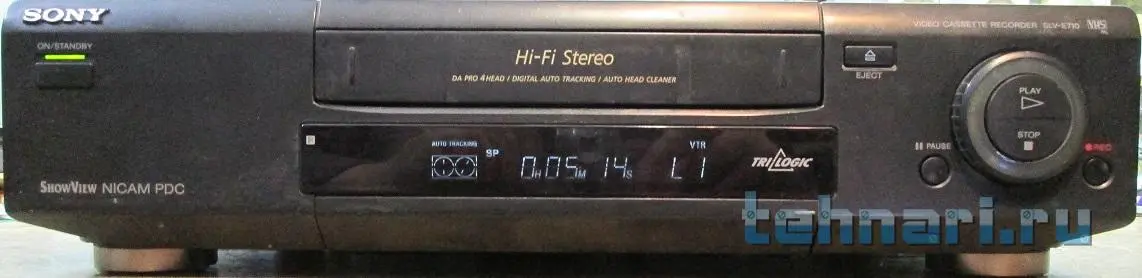 SONY
VIDEO CASSETTE RECORDER SLV-E710 VHS
PAL
ON/STANDBY
Hi-Fi Stereo
DA PRO 4 HEAD / DIGITAL AUTO TRACKING / AUTO HEAD CLEANER
EJECT
PLAY
STOP
PAUSE
REC
AUTO TRACKING
SP
0H05M14S
VTR
L1
TRILOGIC
SHOWVIEW NICAM PDC
tehnari.ru